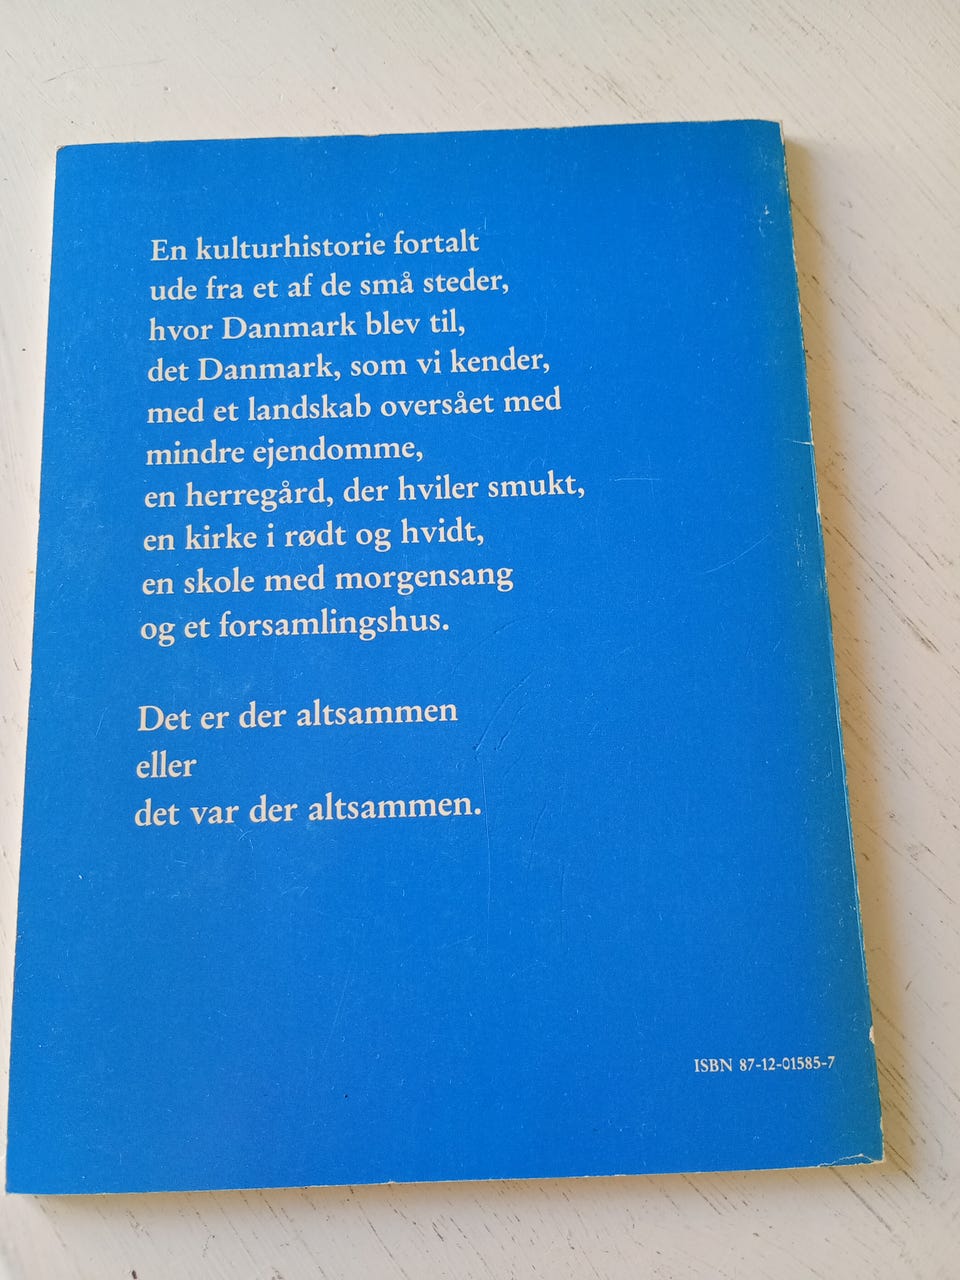 En kulturhistorie fortalt
ude fra et af de små steder,
hvor Danmark blev til,
det Danmark, som vi kender,
med et landskab oversået med
mindre ejendomme,
en herregård, der hviler smukt,
en kirke i rødt og hvidt,
en skole med morgensang
og et forsamlingshus.
Det er der altsammen
eller
det var der altsammen.
ISBN 87-12-01585-7